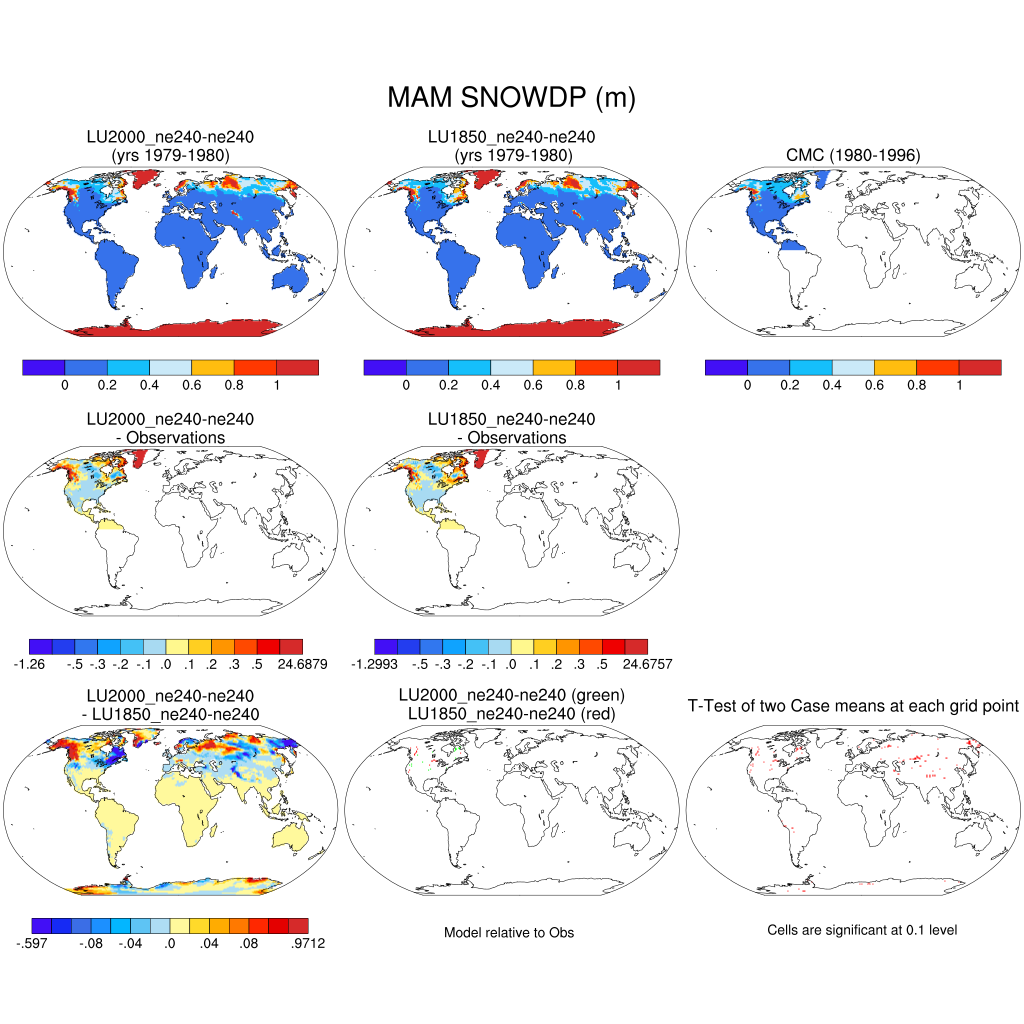 MAM SNOWDP (m)
LU2000_ne240-ne240
(yrs 1979-1980)
LU1850_ne240-ne240
(yrs 1979-1980)
CMC (1980-1996)
0 0.2 0.4 0.6 0.8 1
0 0.2 0.4 0.6 0.8 1
0 0.2 0.4 0.6 0.8 1
LU2000_ne240-ne240
- Observations
LU1850_ne240-ne240
- Observations
-1.26 -.5 -.3 -.2 -.1 .0 .1 .2 .3 .5 24.6879
-1.2993 -.5 -.3 -.2 -.1 .0 .1 .2 .3 .5 24.6757
LU2000_ne240-ne240
- LU1850_ne240-ne240
LU2000_ne240-ne240 (green)
LU1850_ne240-ne240 (red)
T-Test of two Case means at each grid point
-.597 -.08 -.04 .0 .04 .08 .9712
Model relative to Obs
Cells are significant at 0.1 level